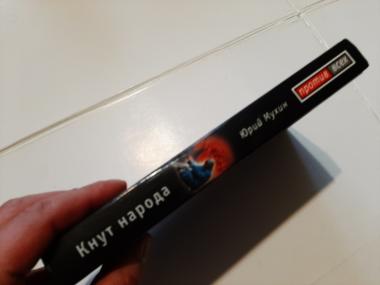 Кнут народа
Юрий Мухин
против всех